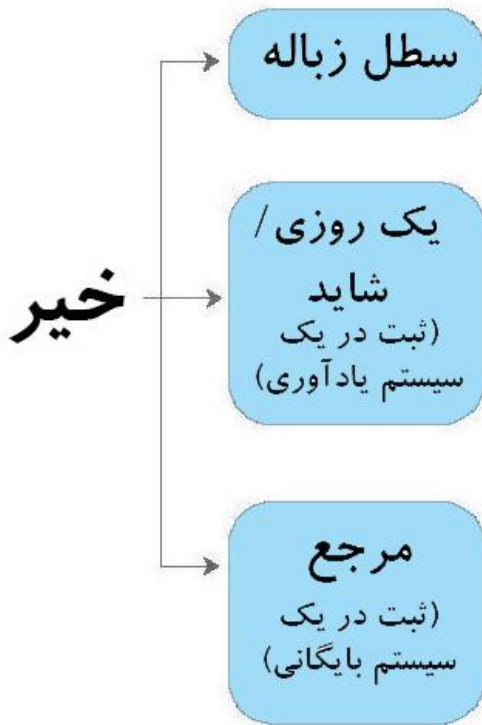 سطل زباله
یک روزی/
شاید
(ثبت در یک
سیستم یادآوری)
خیر
مرجع
(ثبت در یک
سیستم بایگانی)